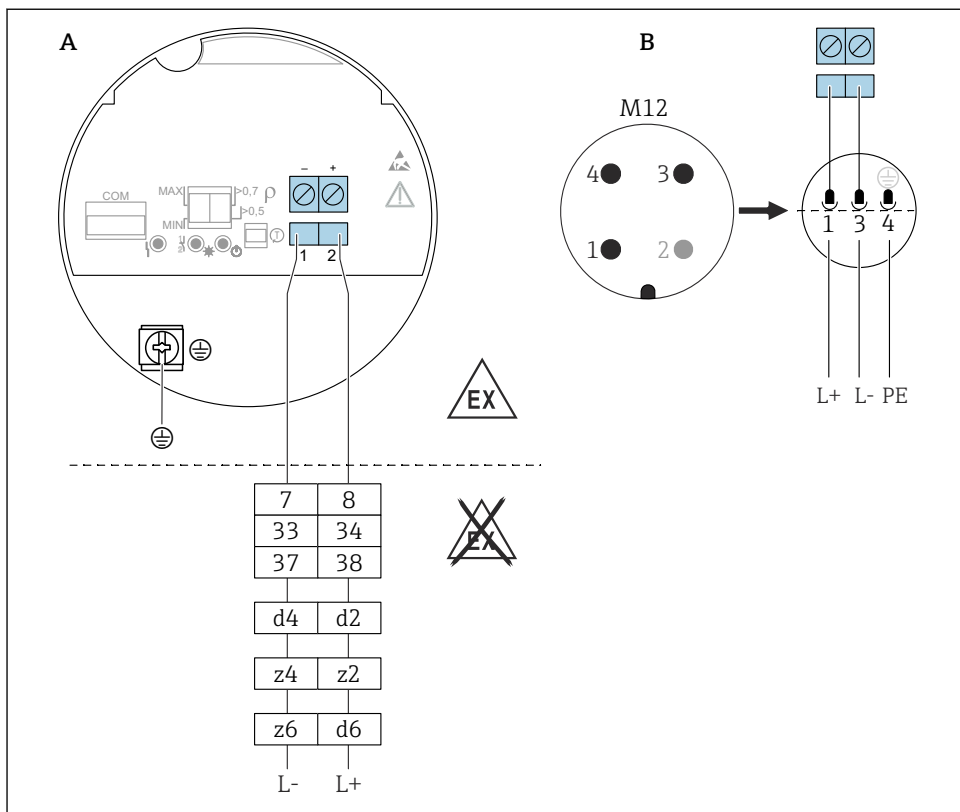 A
B
M12
4 3
1 2
1 3 4
L+ L- PE
- +
COM
MAX
MIN
>0,7 ρ
>0,5
1 2
EX
7 8
33 34
37 38
EX
d4 d2
z4 z2
z6 d6
L- L+